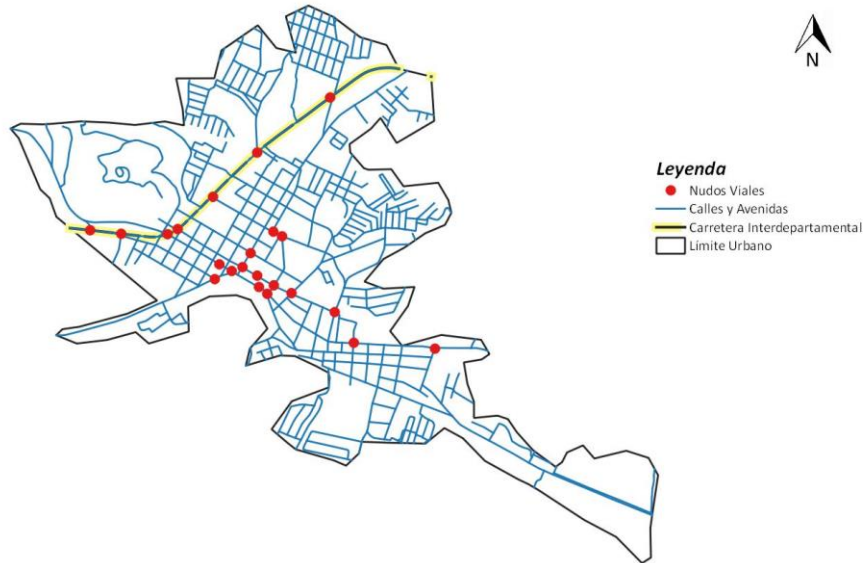 N
Leyenda
Nudos Viales
Calles y Avenidas
Carretera Interdepartamental
Límite Urbano